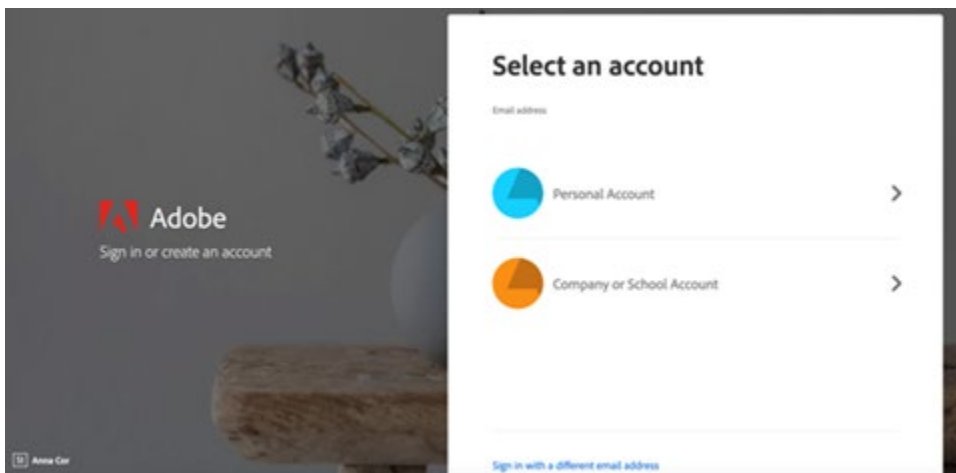 Adobe
Sign in or create an account
St Anna Cor
Select an account
Email address
Personal Account
Company or School Account
Sign in with a different email address